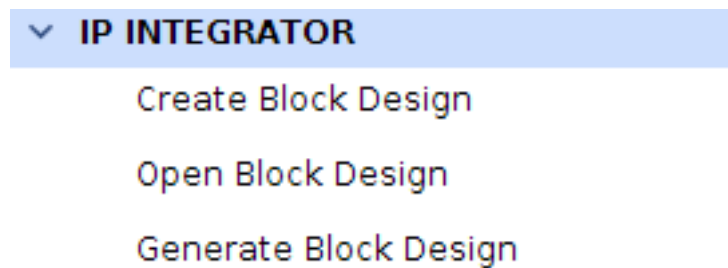 IP INTEGRATOR
Create Block Design
Open Block Design
Generate Block Design